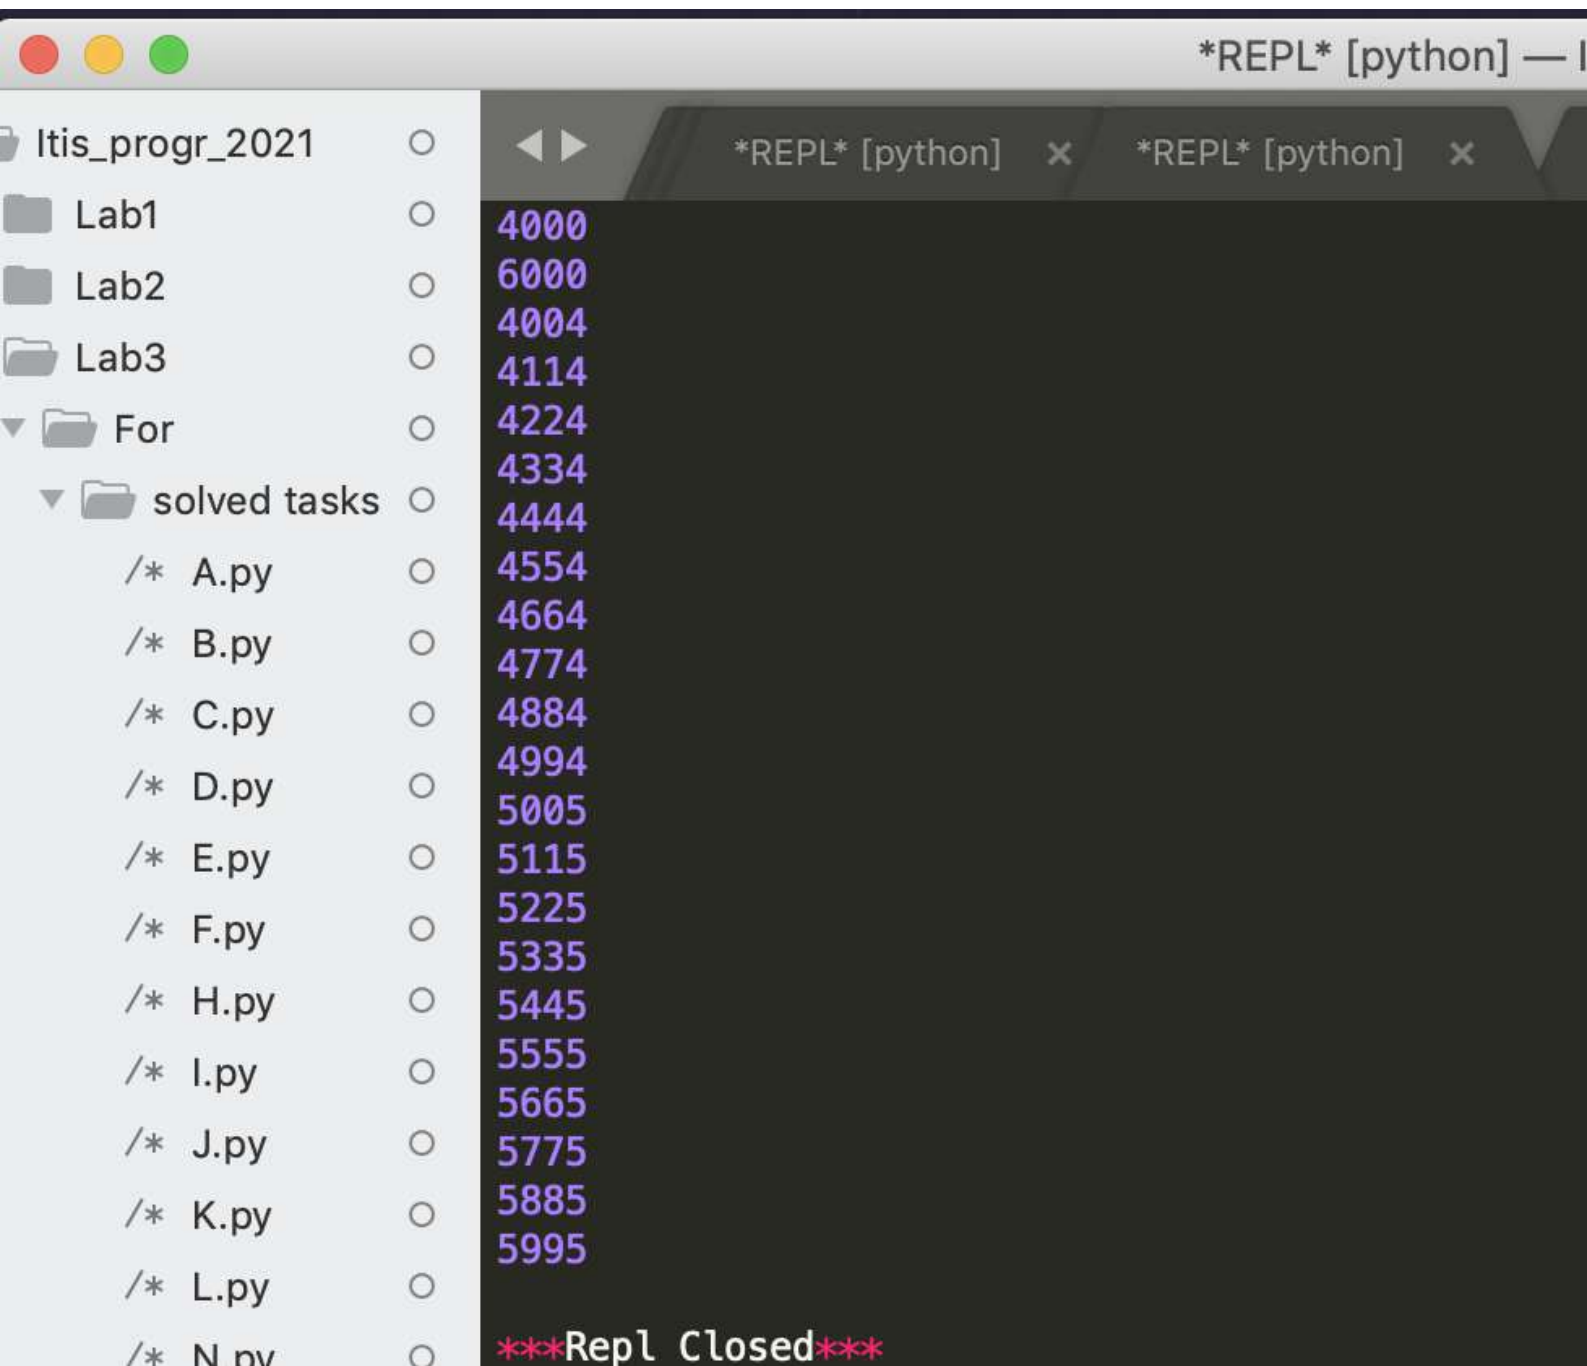 *REPL* [python] —
Itis_progr_2021
Lab1
Lab2
Lab3
For
solved tasks
/* A.py
/* B.py
/* C.py
/* D.py
/* E.py
/* F.py
/* H.py
/* I.py
/* J.py
/* K.py
/* L.py
/* N.py
*REPL* [python] × *REPL* [python] ×
4000
6000
4004
4114
4224
4334
4444
4554
4664
4774
4884
4994
5005
5115
5225
5335
5445
5555
5665
5775
5885
5995
***Repl Closed***